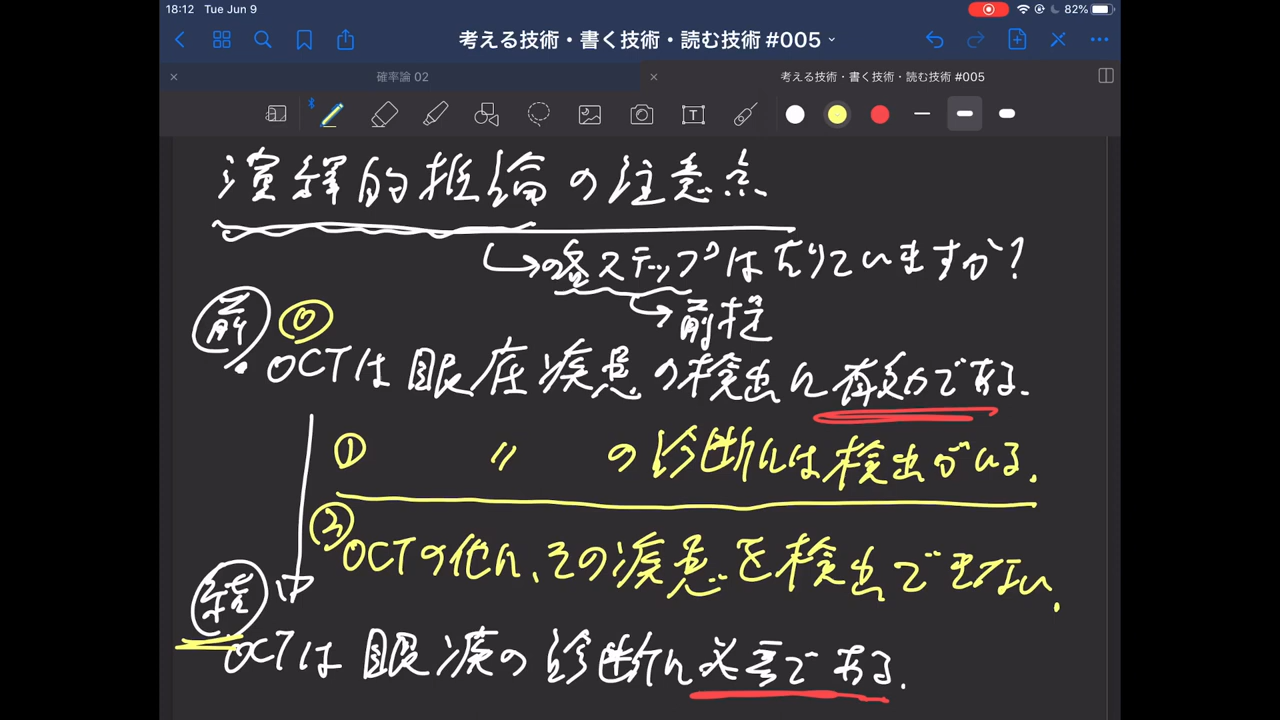 18:12 Tue Jun 9 82%
考える技術・書く技術・読む技術 #005
確率論 02
考える技術・書く技術・読む技術 #005
演繹的推論の注意点
→ ステップは足りていますか?
→前提
前 ⓪
OCTは眼底疾患の検出に有効である.
① 〃 の診断には検出がいる.
② OCTの他に、その疾患を検出できない.
結
OCTは眼 の診断に必要である.